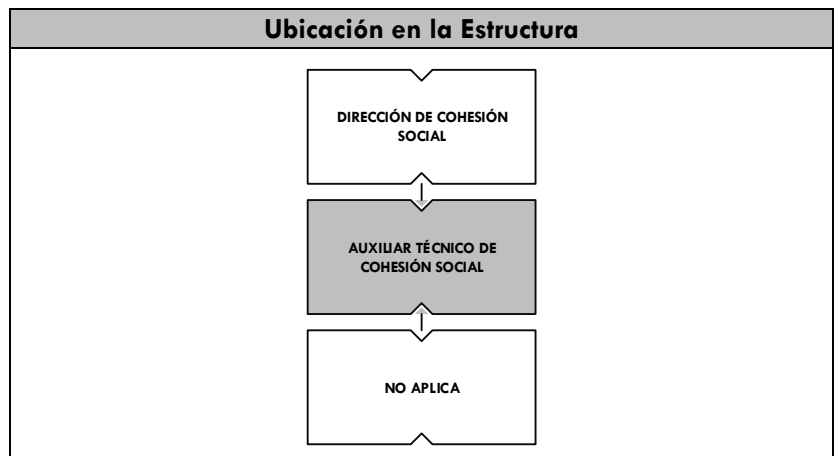 Ubicación en la Estructura
DIRECCIÓN DE COHESIÓN
SOCIAL
AUXILIAR TÉCNICO DE
COHESIÓN SOCIAL
NO APLICA